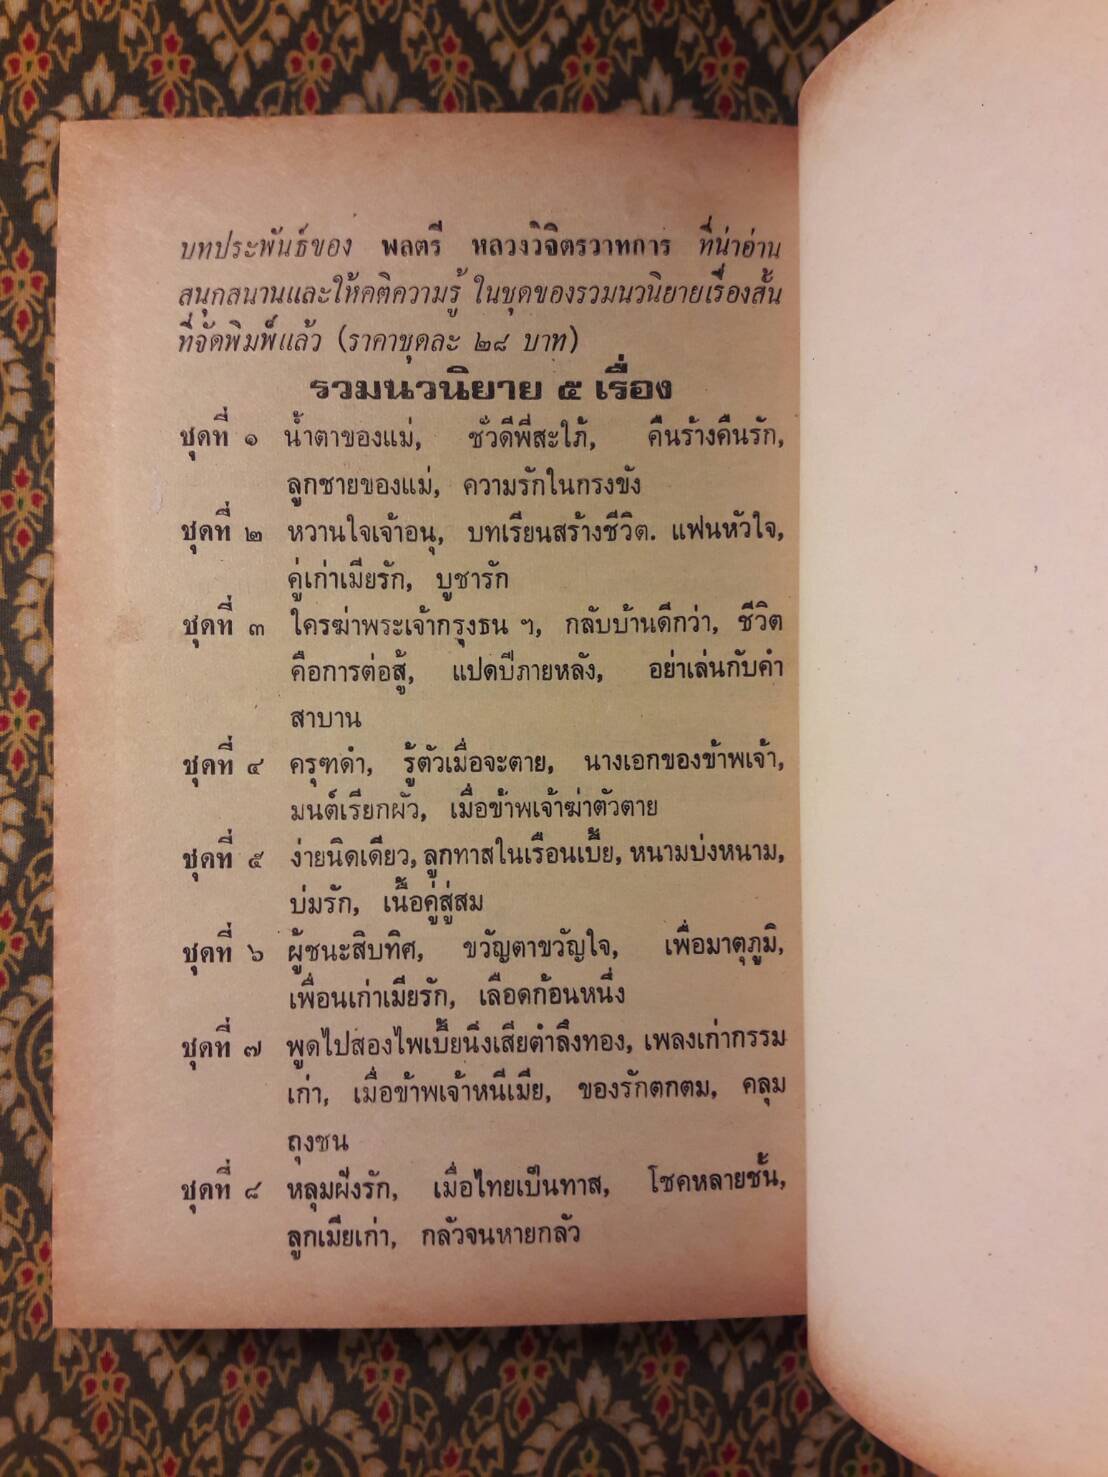 บทประพันธ์ของ พลตรี หลวงวิจิตรวาทการ ที่น่าอ่าน
สนุกสนานและให้คติความรู้ ในชุดของรวมนวนิยายเรื่องสั้น
ที่จัดพิมพ์แล้ว (ราคาชุดละ ๒๘ บาท)
รวมนวนิยาย ๕ เรื่อง
ชุดที่ ๑ น้ำตาของแม่, ชั่วดีพี่สะใภ้, คืนร้างคืนรัก,
ลูกชายของแม่, ความรักในกรงขัง
ชุดที่ ๒ หวานใจเจ้าอนุ, บทเรียนสร้างชีวิต. แฟนหัวใจ,
คู่เก่าเมียรัก, บูชารัก
ชุดที่ ๓ ใครฆ่าพระเจ้ากรุงธน ฯ, กลับบ้านดีกว่า, ชีวิต
คือการต่อสู้, แปดปีภายหลัง, อย่าเล่นกับคำ
สาบาน
ชุดที่ ๔ ครุฑดำ, รู้ตัวเมื่อจะตาย, นางเอกของข้าพเจ้า,
มนต์เรียกผัว, เมื่อข้าพเจ้าฆ่าตัวตาย
ชุดที่ ๕ ง่ายนิดเดียว, ลูกทาสในเรือนเบี้ย, หนามบ่งหนาม,
บ่มรัก, เนื้อคู่สู่สม
ชุดที่ ๖ ผู้ชนะสิบทิศ, ขวัญตาขวัญใจ, เพื่อมาตุภูมิ,
เพื่อนเก่าเมียรัก, เลือดก้อนหนึ่ง
ชุดที่ ๗ พูดไปสองไพเบี้ยนิ่งเสียตำลึงทอง, เพลงเก่ากรรม
เก่า, เมื่อข้าพเจ้าหนีเมีย, ของรักตกตม, คลุม
ถุงชน
ชุดที่ ๘ หลุมฝังรัก, เมื่อไทยเป็นทาส, โชคหลายชั้น,
ลูกเมียเก่า, กลัวจนหายกลัว